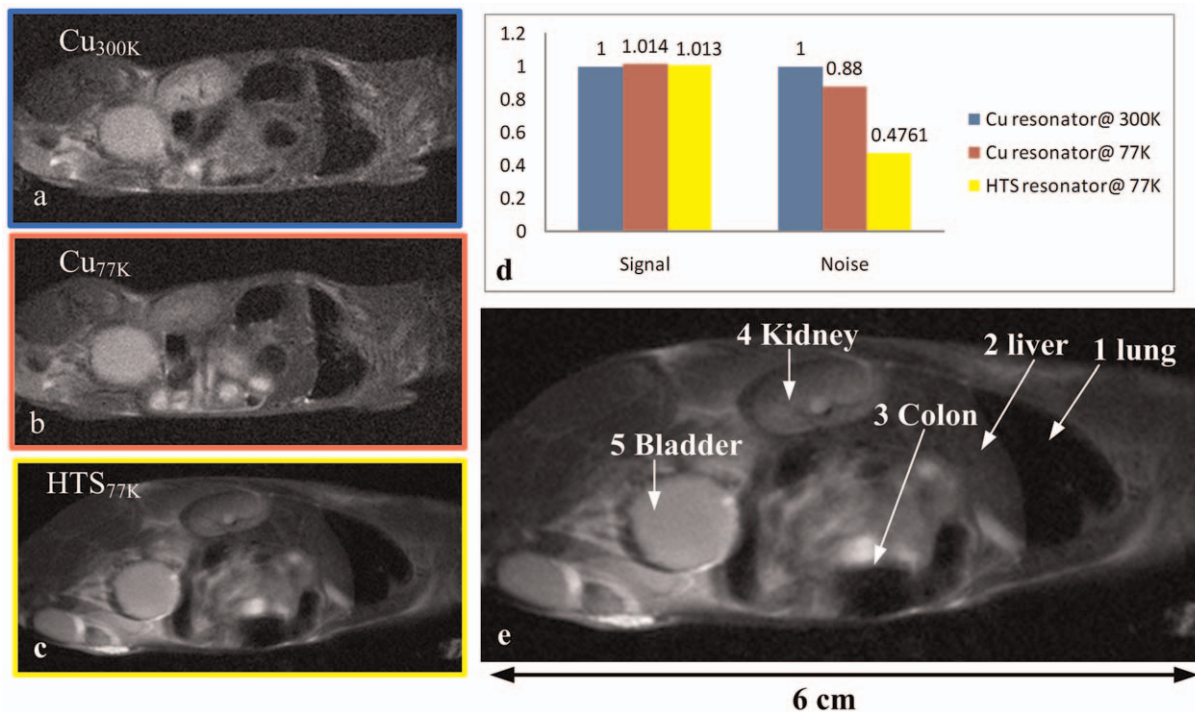 Cu300K
a
Cu77K
b
HTS77K
c
1.2
1
0.8
0.6
0.4
0.2
0
1
1.014
1.013
1
0.88
0.4761
Signal
Noise
Cu resonator@ 300K
Cu resonator@ 77K
HTS resonator@ 77K
d
4 Kidney
2 liver
1 lung
3 Colon
5 Bladder
e
6 cm